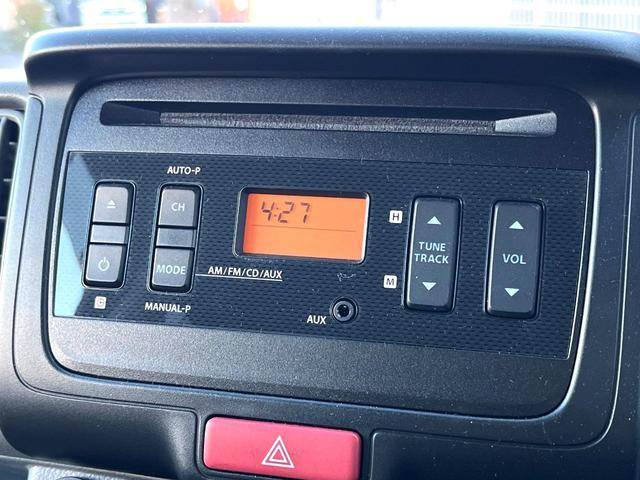 AUTO-P
CH
MODE
MANUAL-P
AM/FM/CD/AUX
4:27
AUX
H
M
TUNE
TRACK
VOL